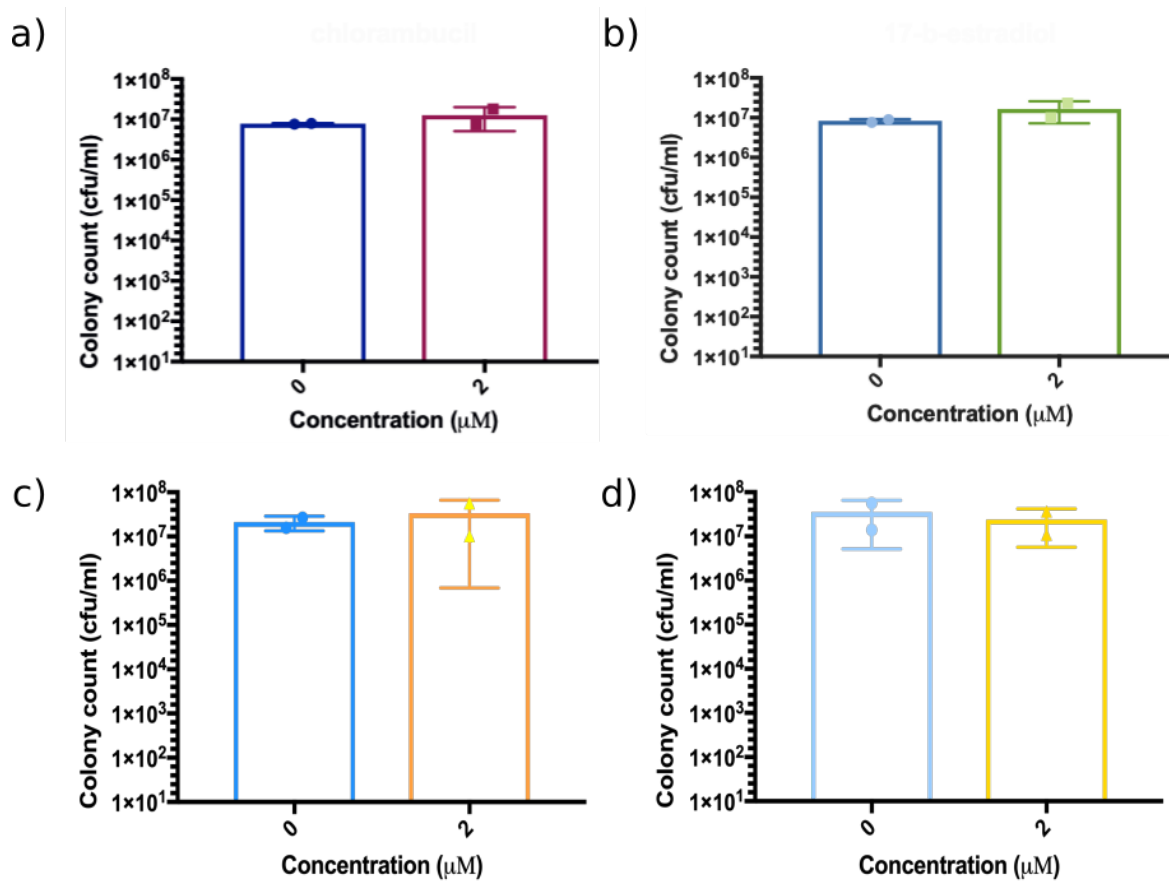 a)
chlorambucil
Colony count (cfu/ml)
1×10⁸
1×10⁷
1×10⁶
1×10⁵
1×10⁴
1×10³
1×10²
1×10¹
0
2
Concentration (μM)
b)
17-b-estradiol
Colony count (cfu/ml)
1×10⁸
1×10⁷
1×10⁶
1×10⁵
1×10⁴
1×10³
1×10²
1×10¹
0
2
Concentration (μM)
c)
Colony count (cfu/ml)
1×10⁸
1×10⁷
1×10⁶
1×10⁵
1×10⁴
1×10³
1×10²
1×10¹
0
2
Concentration (μM)
d)
Colony count (cfu/ml)
1×10⁸
1×10⁷
1×10⁶
1×10⁵
1×10⁴
1×10³
1×10²
1×10¹
0
2
Concentration (μM)